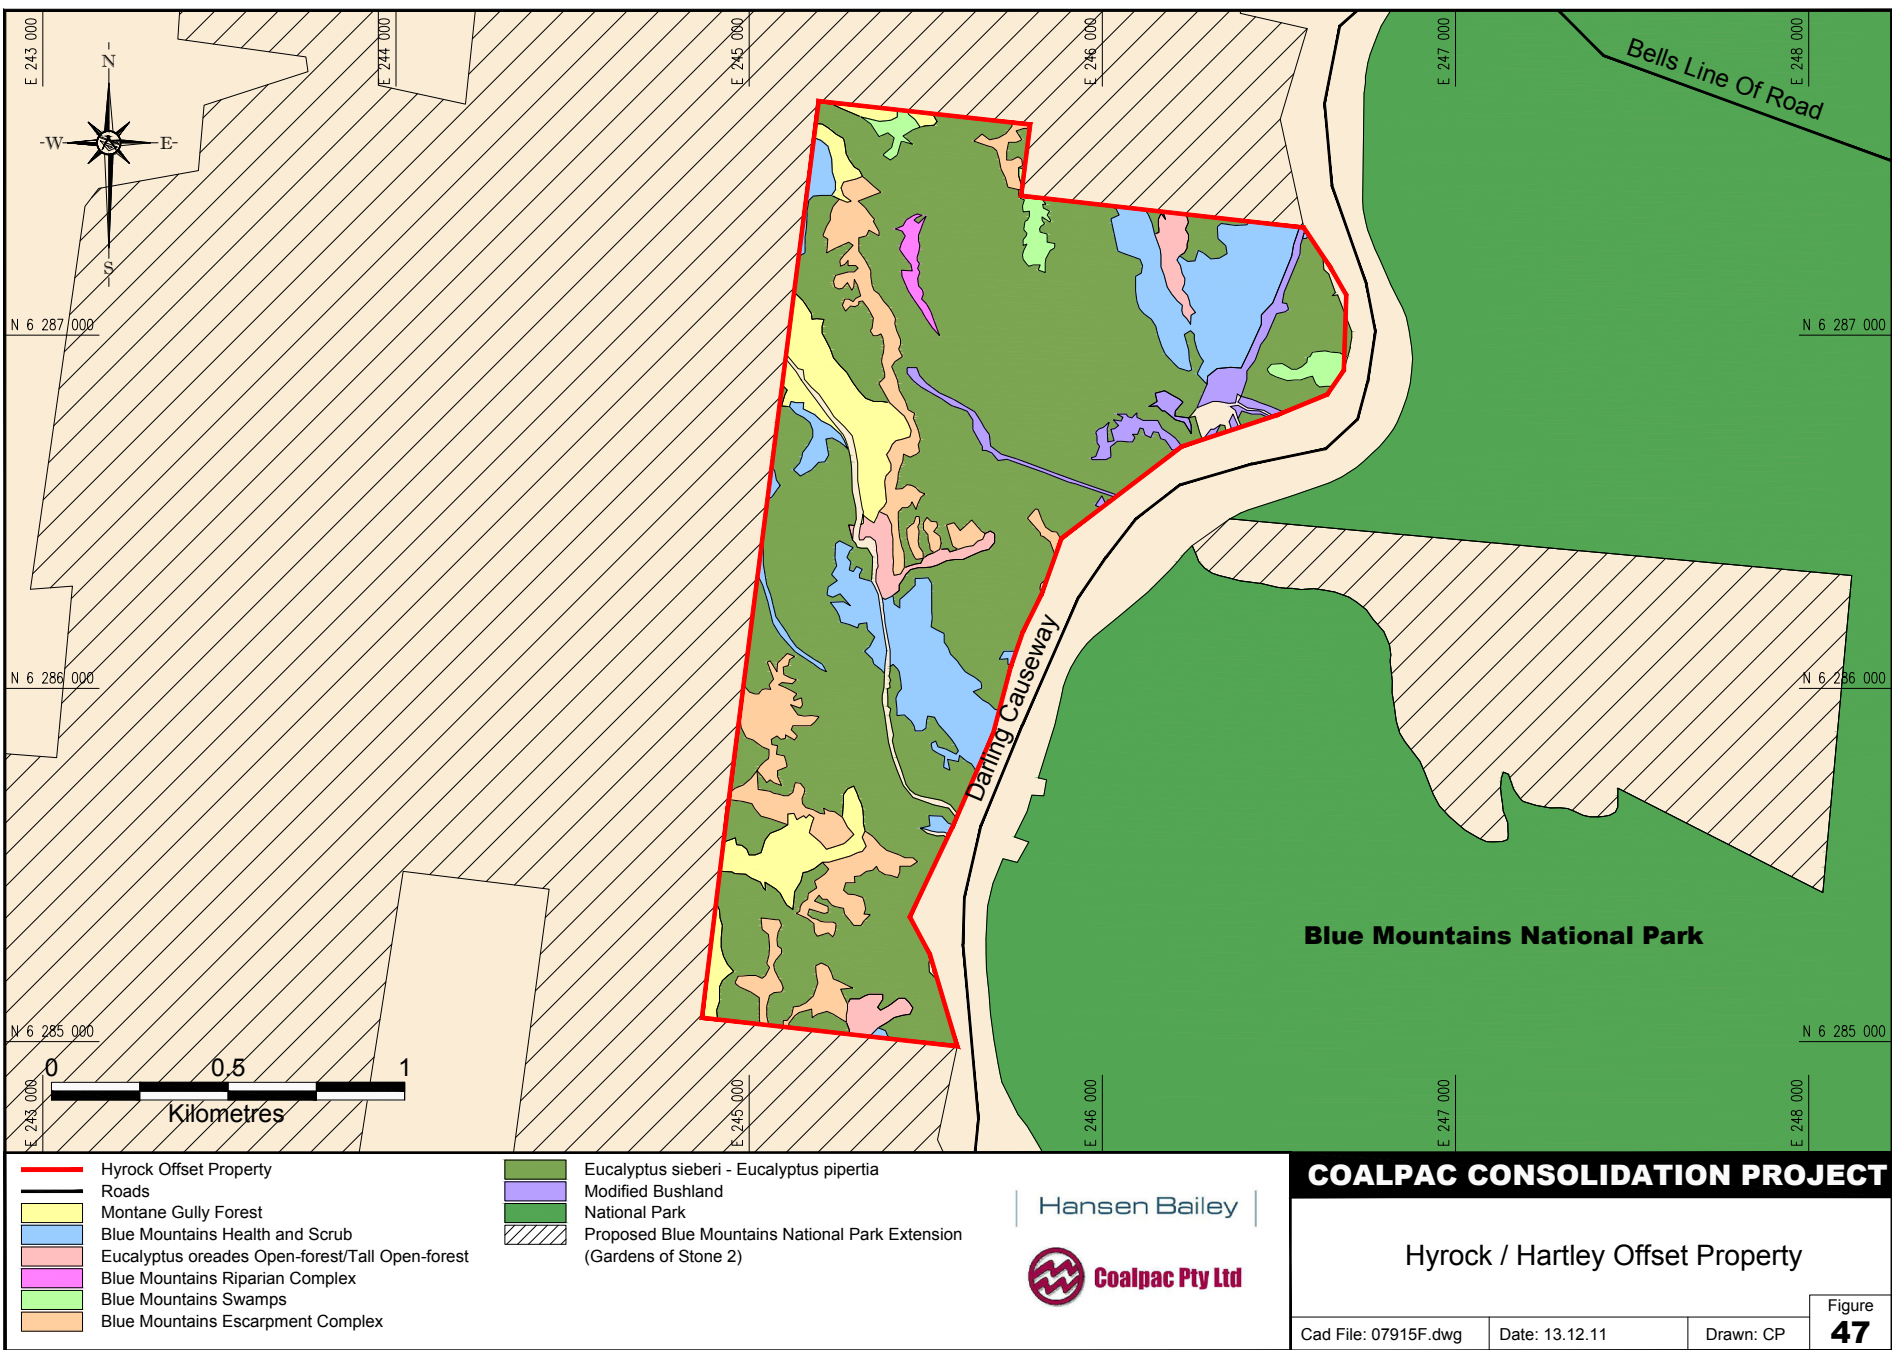 E 243 000
E 244 000
E 245 000
E 246 000
E 247 000
E 248 000
Bells Line Of Road
N
-W
E-
S
N 6 287 000
N 6 287 000
Darling Causeway
N 6 286 000
N 6 286 000
Blue Mountains National Park
N 6 285 000
N 6 285 000
0 0.5 1
Kilometres
E 243 000
E 245 000
E 246 000
E 247 000
E 248 000
Hyrock Offset Property
Roads
Montane Gully Forest
Blue Mountains Health and Scrub
Eucalyptus oreades Open-forest/Tall Open-forest
Blue Mountains Riparian Complex
Blue Mountains Swamps
Blue Mountains Escarpment Complex
Eucalyptus sieberi - Eucalyptus pipertia
Modified Bushland
National Park
Proposed Blue Mountains National Park Extension
(Gardens of Stone 2)
Hansen Bailey
Coalpac Pty Ltd
COALPAC CONSOLIDATION PROJECT
Hyrock / Hartley Offset Property
Cad File: 07915F.dwg
Date: 13.12.11
Drawn: CP
Figure
47